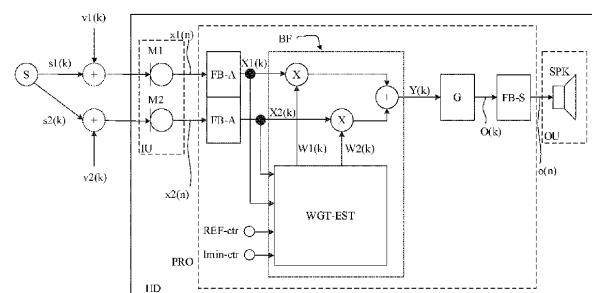 v1(k)
x1(n)
BF
s1(k)
M1
FB-A
X1(k)
X
SPK
S
+
s2(k)
M2
FB-A
X2(k)
X
+
Y(k)
G
FB-S
IU
O(k)
OU
v2(k)
W1(k)
W2(k)
o(n)
x2(n)
WGT-EST
REF-ctr
PRO
Imin-ctr
HD